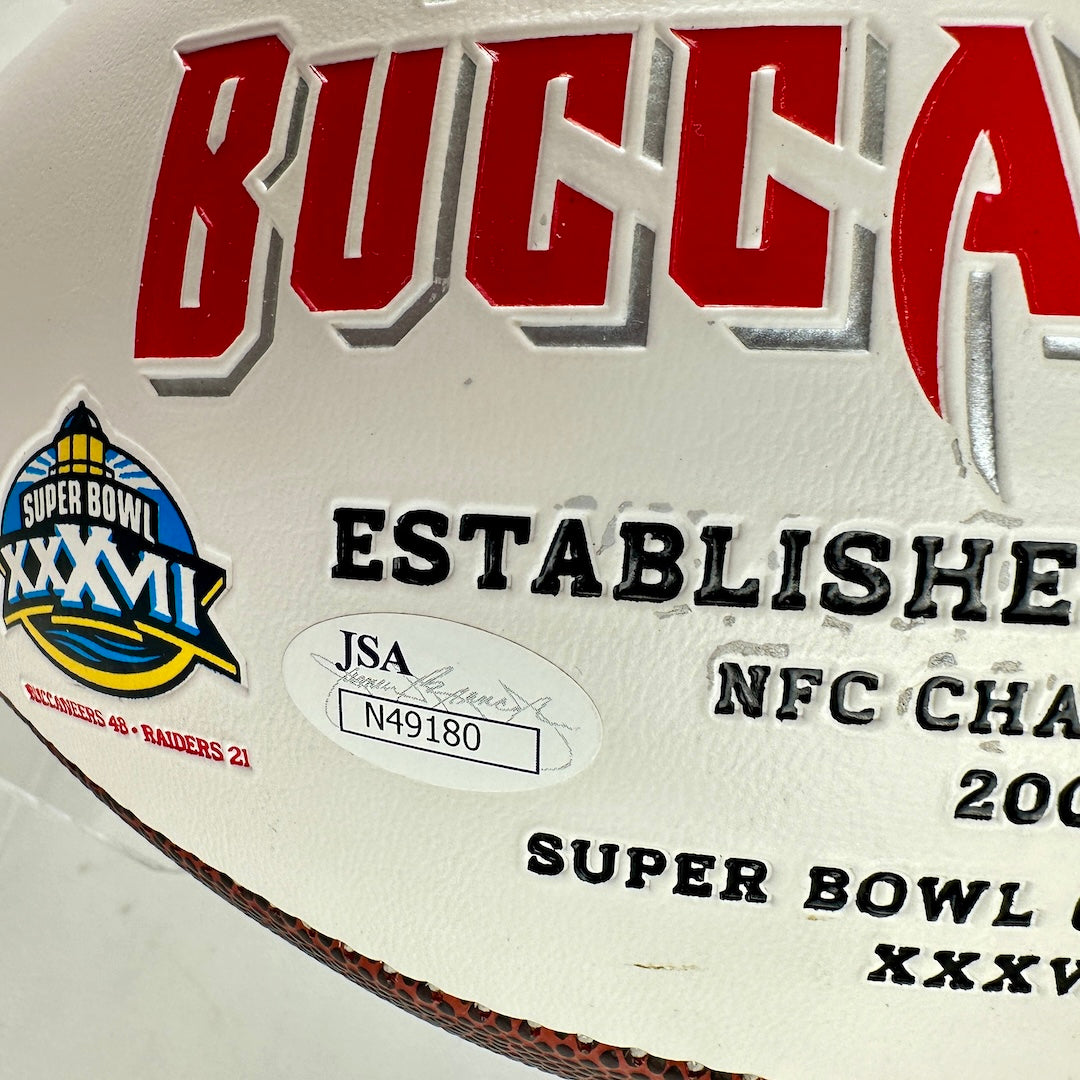 BUCCA
SUPER BOWL
XXXVII
BUCCANEERS 48 • RAIDERS 21
ESTABLISHE
JSA
N49180
NFC CHA
200
SUPER BOWL
XXXV